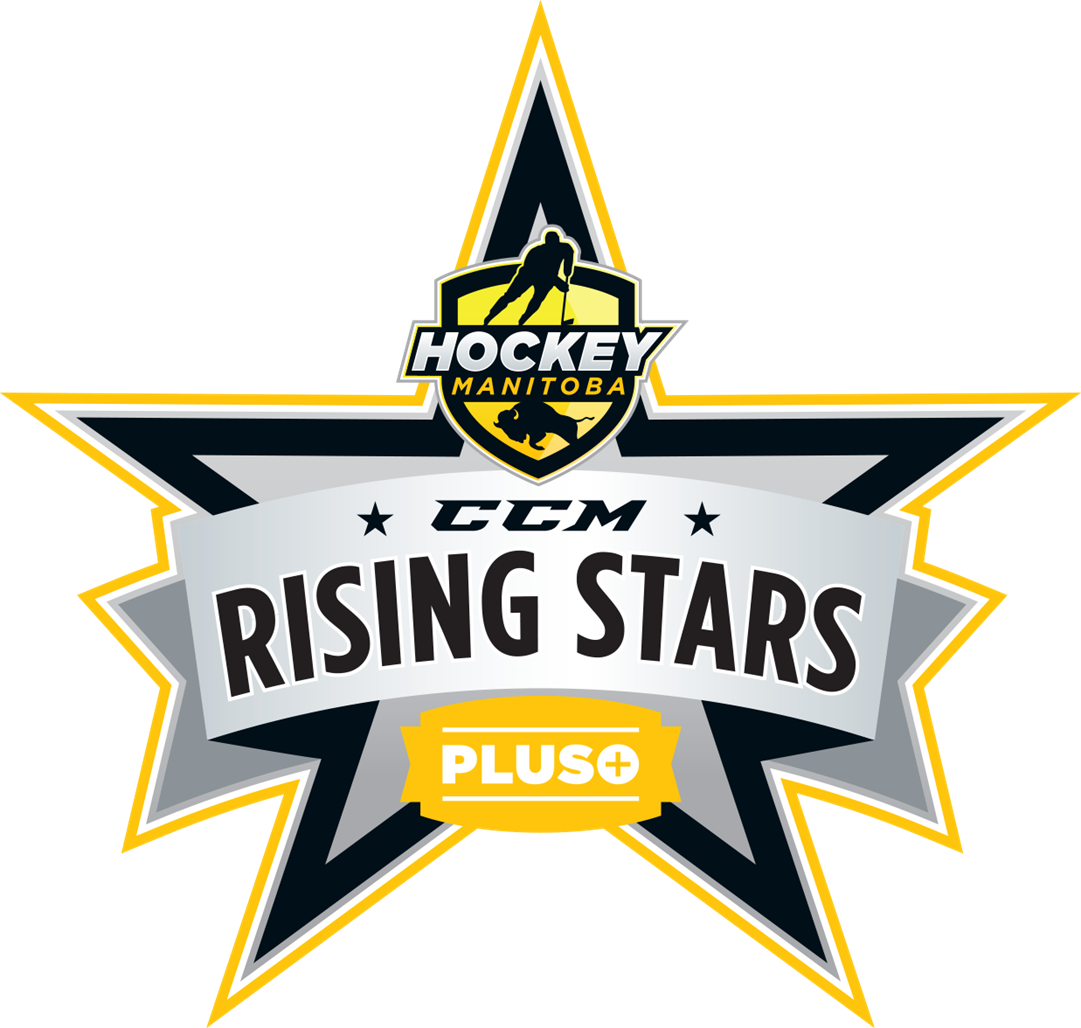 HOCKEY
MANITOBA
CCM
RISING STARS
PLUS+